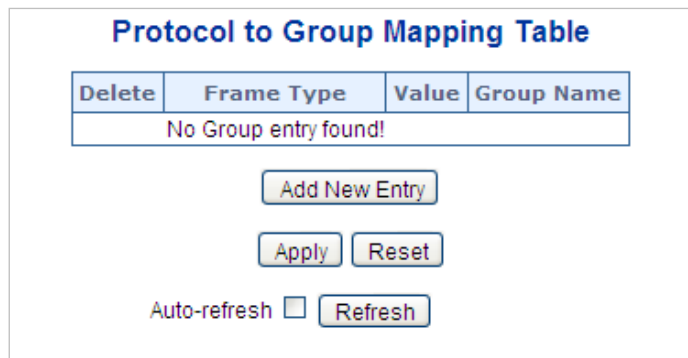 Protocol to Group Mapping Table
Delete Frame Type Value Group Name
No Group entry found!
Add New Entry
Apply Reset
Auto-refresh Refresh